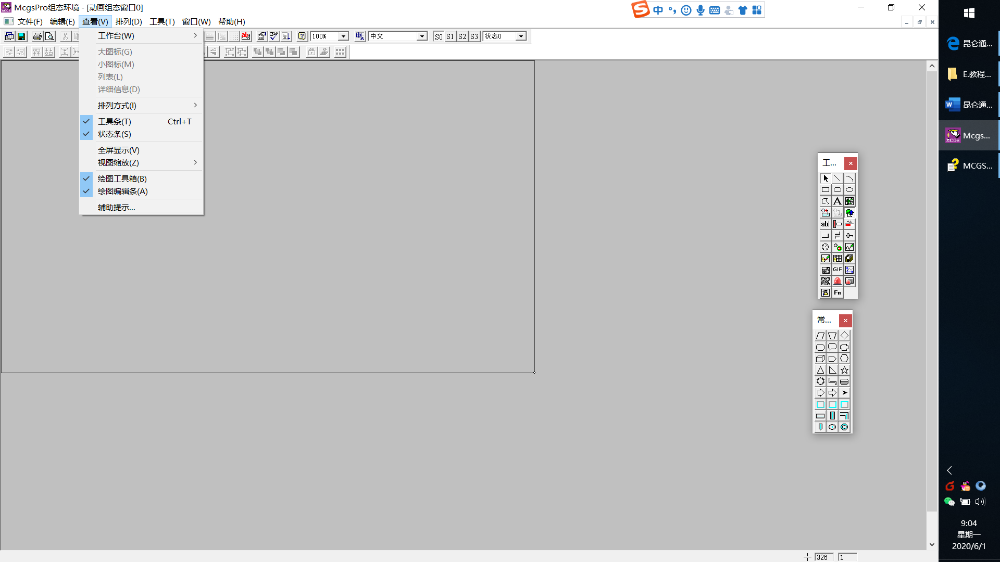 McgsPro组态环境 - [动画组态窗口0]
文件(F) 编辑(E) 查看(V) 排列(D) 工具(T) 窗口(W) 帮助(H)
中
ab
100%
中文
S0 S1 S2 S3
状态0
工作台(W)
大图标(G)
小图标(M)
列表(L)
详细信息(D)
排列方式(I)
工具条(T) Ctrl+T
状态条(S)
全屏显示(V)
视图缩放(Z)
绘图工具箱(B)
绘图编辑条(A)
辅助提示...
工...
A
ab|
GIF
Fn
常...
326 1
昆仑通...
E.教程...
昆仑通...
Mcgs...
MCGS...
9:04
星期一
2020/6/1